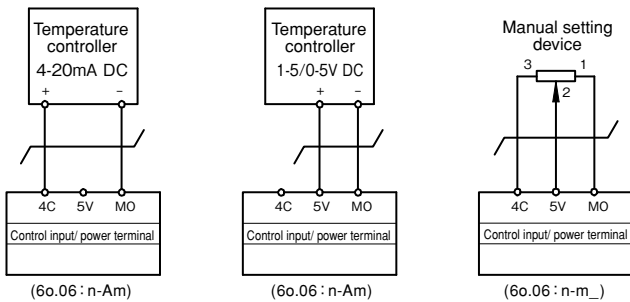 Temperature
controller
4-20mA DC
+ −
4C 5V MO
Control input/ power terminal
(6o.06 : n-Am)
Temperature
controller
1-5/0-5V DC
+ −
4C 5V MO
Control input/ power terminal
(6o.06 : n-Am)
Manual setting
device
3 1
2
4C 5V MO
Control input/ power terminal
(6o.06 : n-m_)